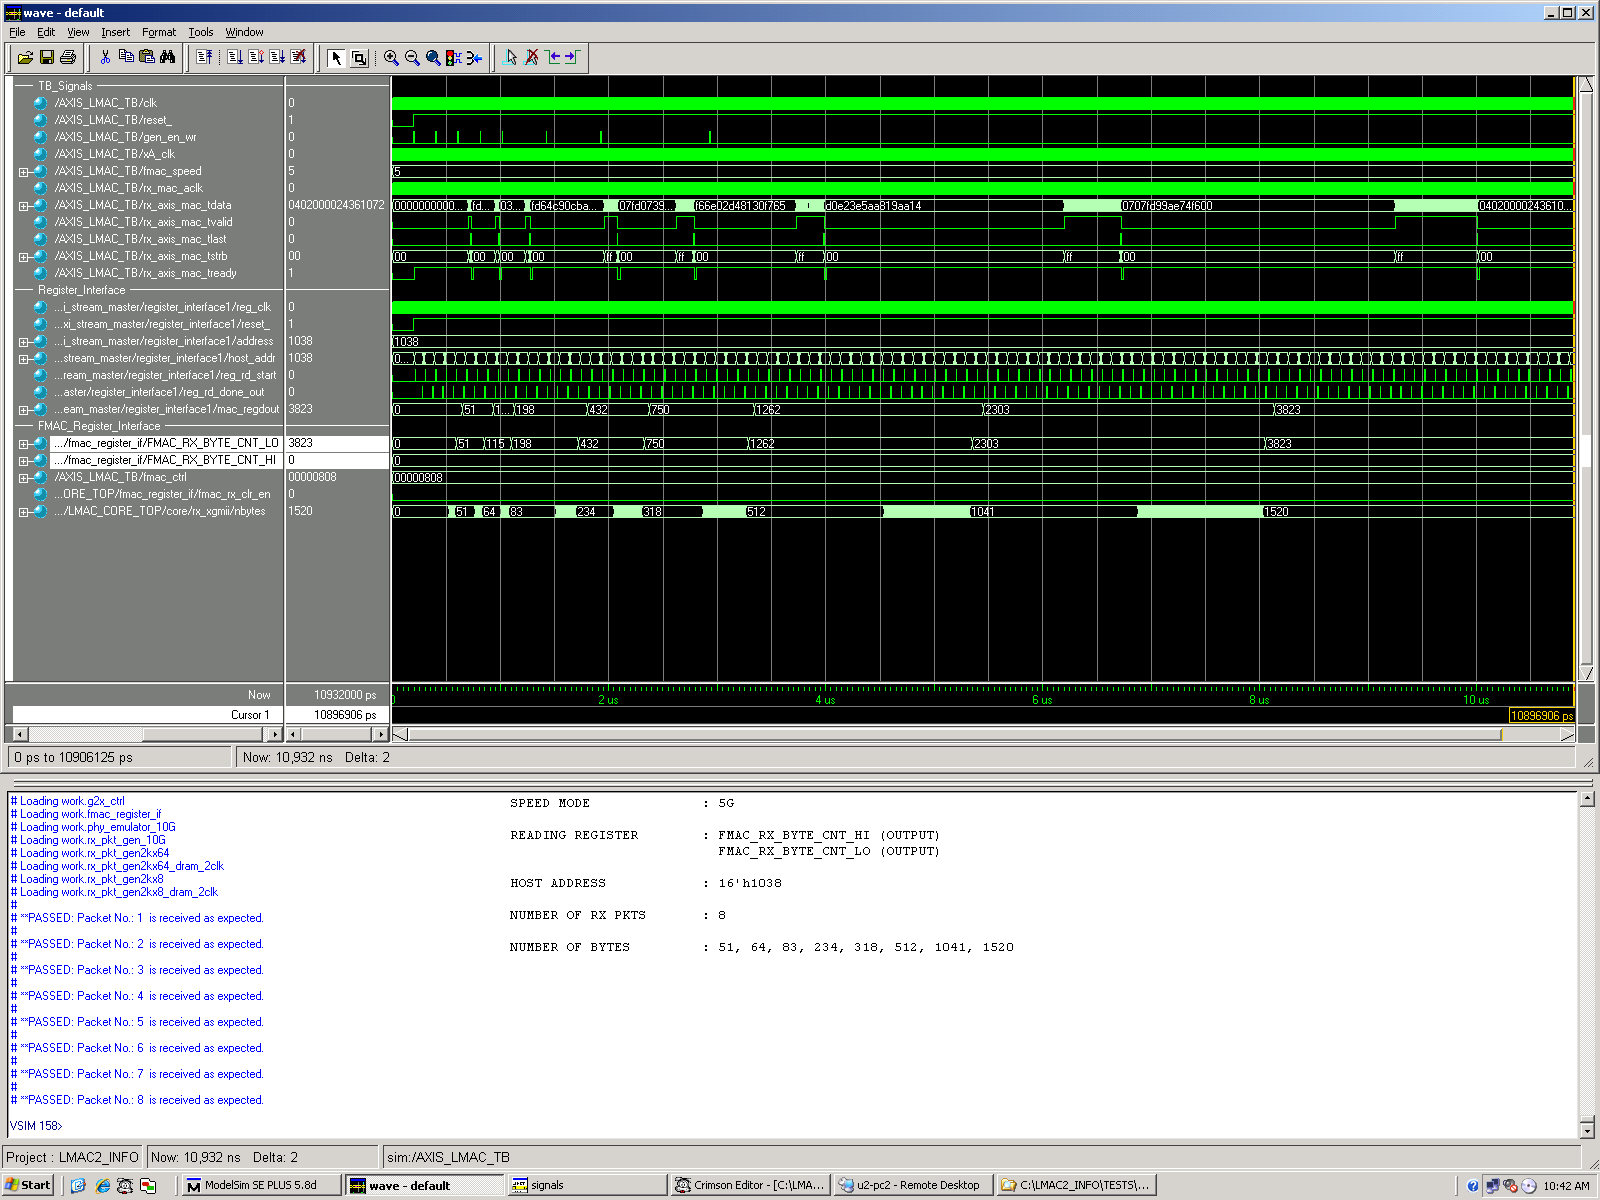 wave - default
File Edit View Insert Format Tools Window
TB_Signals
/AXIS_LMAC_TB/clk 0
/AXIS_LMAC_TB/reset_ 1
/AXIS_LMAC_TB/gen_en_wr 0
/AXIS_LMAC_TB/xA_clk 0
/AXIS_LMAC_TB/fmac_speed 5 5
/AXIS_LMAC_TB/rx_mac_aclk 0
/AXIS_LMAC_TB/rx_axis_mac_tdata 0402000024361072 0000000000... fd... 03... fd64c90cba... 07fd0739... f66e02d48130f765 d0e23e5aa819aa14 0707fd99ae74f600 04020000243610...
/AXIS_LMAC_TB/rx_axis_mac_tvalid 0
/AXIS_LMAC_TB/rx_axis_mac_tlast 0
/AXIS_LMAC_TB/rx_axis_mac_tstrb 00 00 00 00 00 ff 00 ff 00 ff 00 ff 00 ff 00
/AXIS_LMAC_TB/rx_axis_mac_tready 1
Register_Interface
...i_stream_master/register_interface1/reg_clk 0
...xi_stream_master/register_interface1/reset_ 1
...i_stream_master/register_interface1/address 1038 1038
...stream_master/register_interface1/host_addr 1038 0...
...ream_master/register_interface1/reg_rd_start 0
...aster/register_interface1/reg_rd_done_out 0
...eam_master/register_interface1/mac_regdout 3823 0 51 1... 198 432 750 1262 2303 3823
FMAC_Register_Interface
.../fmac_register_if/FMAC_RX_BYTE_CNT_LO 3823 0 51 115 198 432 750 1262 2303 3823
.../fmac_register_if/FMAC_RX_BYTE_CNT_HI 0 0
/AXIS_LMAC_TB/fmac_ctrl 00000808 00000808
...ORE_TOP/fmac_register_if/fmac_rx_clr_en 0
.../LMAC_CORE_TOP/core/rx_xgmii/nbytes 1520 0 51 64 83 234 318 512 1041 1520
Now 10932000 ps 0 2 us 4 us 6 us 8 us 10 us
Cursor 1 10896906 ps 10896906 ps
0 ps to 10906125 ps Now: 10,932 ns Delta: 2
# Loading work.g2x_ctrl
# Loading work.fmac_register_if
# Loading work.phy_emulator_10G
# Loading work.rx_pkt_gen_10G
# Loading work.rx_pkt_gen2kx64
# Loading work.rx_pkt_gen2kx64_dram_2clk
# Loading work.rx_pkt_gen2kx8
# Loading work.rx_pkt_gen2kx8_dram_2clk
#
# **PASSED: Packet No.: 1 is received as expected.
#
# **PASSED: Packet No.: 2 is received as expected.
#
# **PASSED: Packet No.: 3 is received as expected.
#
# **PASSED: Packet No.: 4 is received as expected.
#
# **PASSED: Packet No.: 5 is received as expected.
#
# **PASSED: Packet No.: 6 is received as expected.
#
# **PASSED: Packet No.: 7 is received as expected.
#
# **PASSED: Packet No.: 8 is received as expected.
VSIM 158>
SPEED MODE : 5G
READING REGISTER : FMAC_RX_BYTE_CNT_HI (OUTPUT)
FMAC_RX_BYTE_CNT_LO (OUTPUT)
HOST ADDRESS : 16'h1038
NUMBER OF RX PKTS : 8
NUMBER OF BYTES : 51, 64, 83, 234, 318, 512, 1041, 1520
Project : LMAC2_INFO Now: 10,932 ns Delta: 2 sim:/AXIS_LMAC_TB
Start ModelSim SE PLUS 5.8d wave - default signals Crimson Editor - [C:\LMA... u2-pc2 - Remote Desktop C:\LMAC2_INFO\TESTS\... 10:42 AM